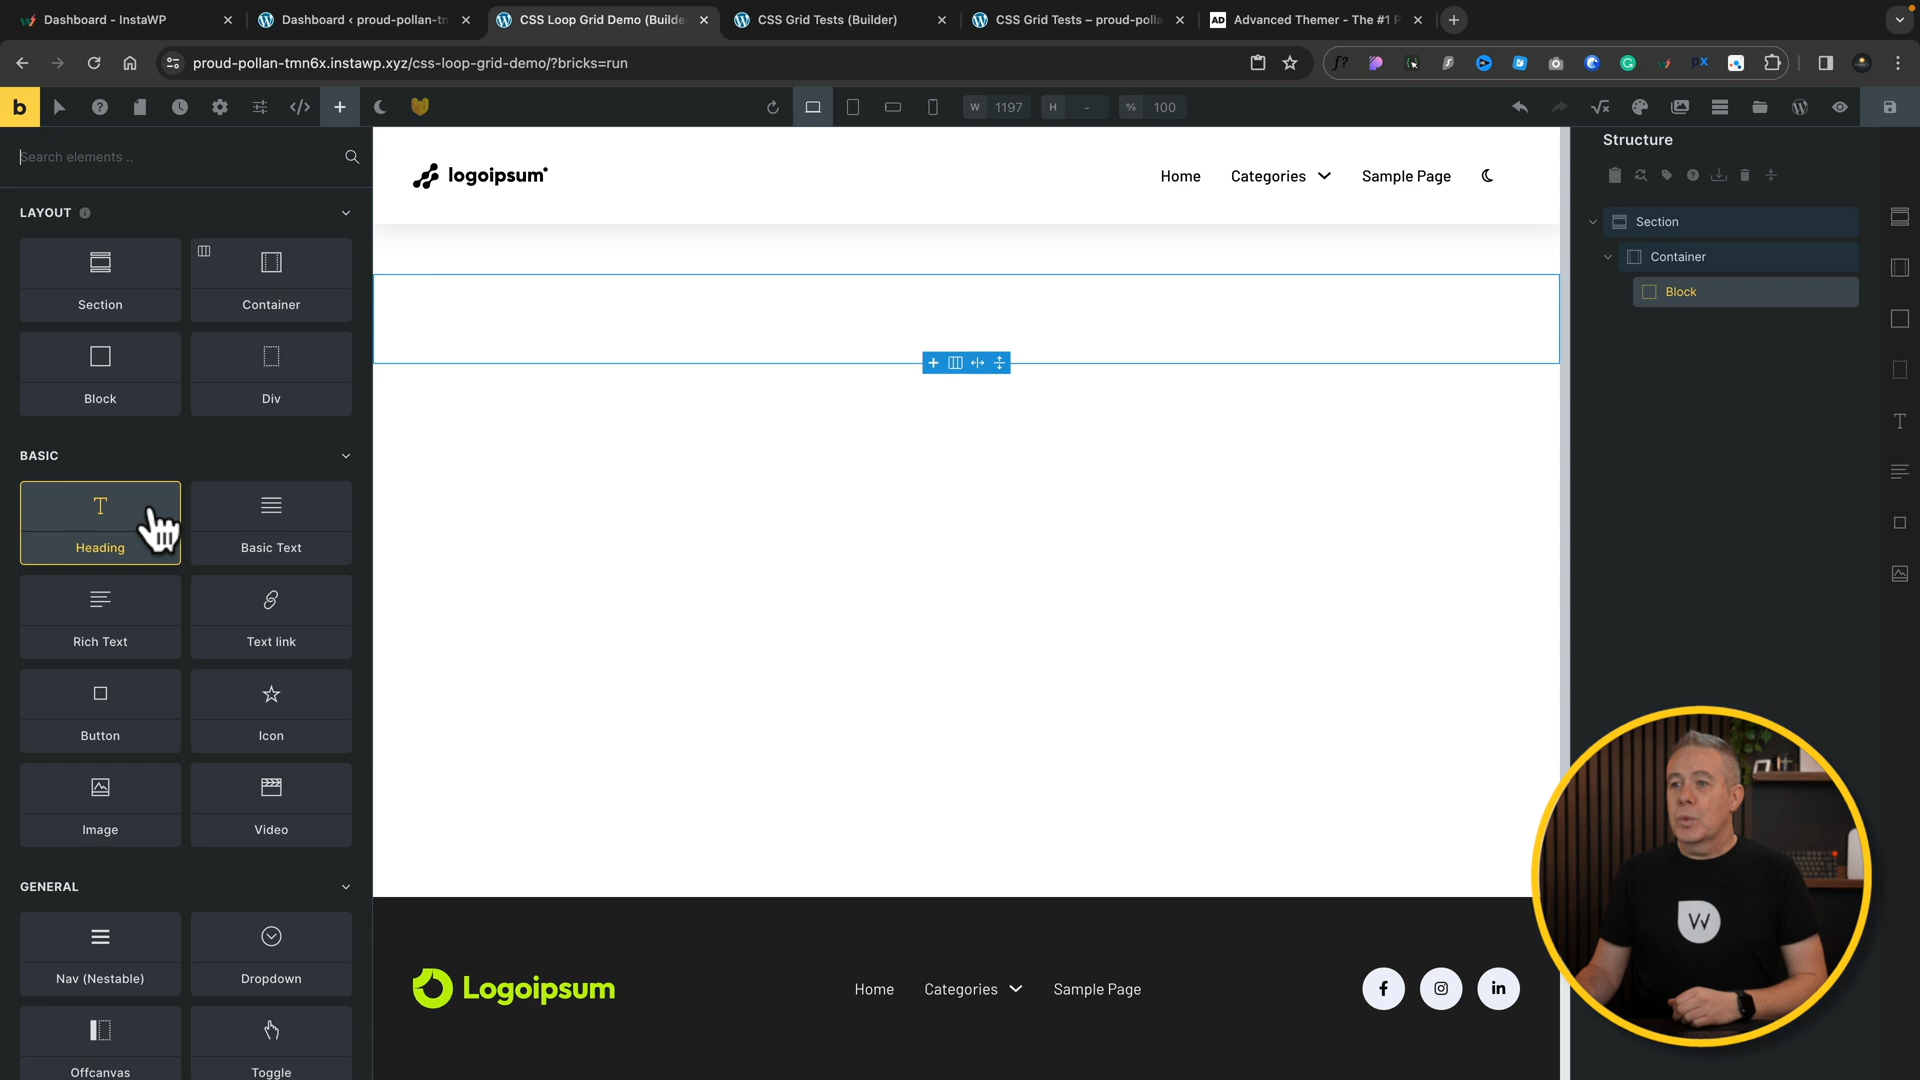 Dashboard - InstaWP
Dashboard ‹ proud-pollan-tm
CSS Loop Grid Demo (Builde
CSS Grid Tests (Builder)
CSS Grid Tests – proud-polla
AD
Advanced Themer - The #1 P
proud-pollan-tmn6x.instawp.xyz/css-loop-grid-demo/?bricks=run
b
W 1197
H -
% 100
Search elements ..
LAYOUT
Section
Container
Block
Div
BASIC
Heading
Basic Text
Rich Text
Text link
Button
Icon
Image
Video
GENERAL
Nav (Nestable)
Dropdown
Offcanvas
Toggle
logoipsum
Home
Categories
Sample Page
Logoipsum
Home
Categories
Sample Page
Structure
Section
Container
Block
W